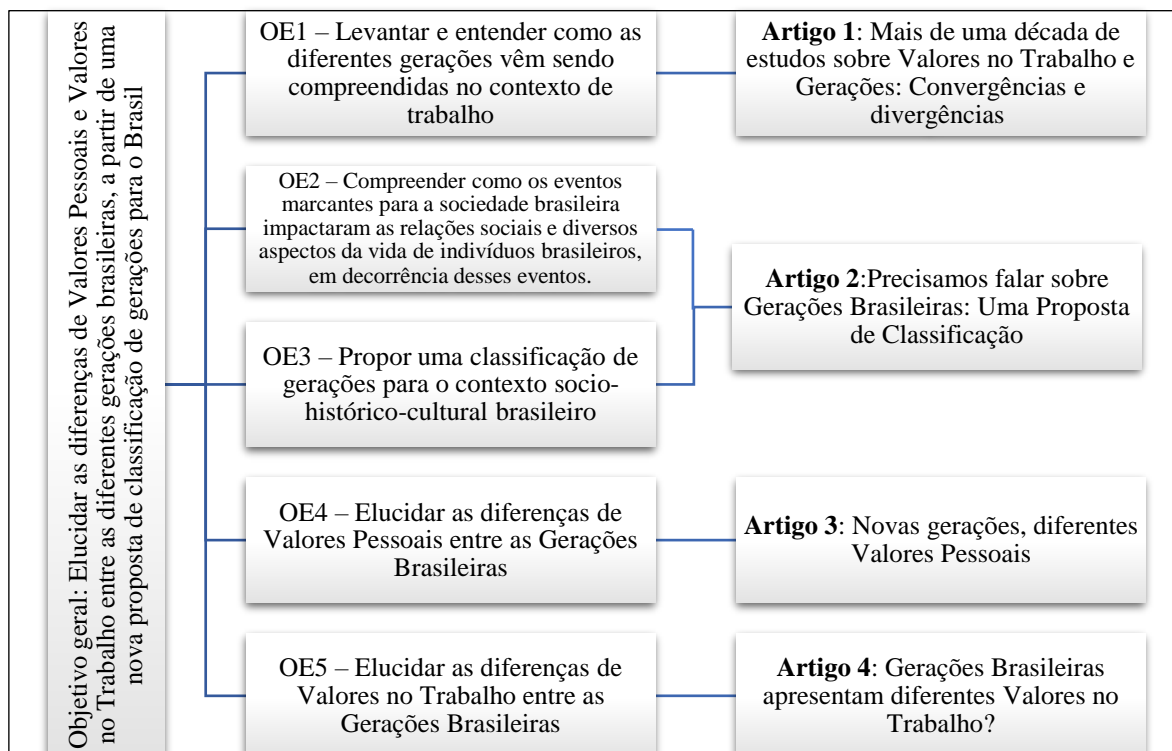 Objetivo geral: Elucidar as diferenças de Valores Pessoais e Valores
no Trabalho entre as diferentes gerações brasileiras, a partir de uma
nova proposta de classificação de gerações para o Brasil
OE1 – Levantar e entender como as
diferentes gerações vêm sendo
compreendidas no contexto de
trabalho
Artigo 1: Mais de uma década de
estudos sobre Valores no Trabalho e
Gerações: Convergências e
divergências
OE2 – Compreender como os eventos
marcantes para a sociedade brasileira
impactaram as relações sociais e diversos
aspectos da vida de indivíduos brasileiros,
em decorrência desses eventos.
OE3 – Propor uma classificação de
gerações para o contexto socio-
histórico-cultural brasileiro
Artigo 2:Precisamos falar sobre
Gerações Brasileiras: Uma Proposta
de Classificação
OE4 – Elucidar as diferenças de
Valores Pessoais entre as Gerações
Brasileiras
Artigo 3: Novas gerações, diferentes
Valores Pessoais
OE5 – Elucidar as diferenças de
Valores no Trabalho entre as
Gerações Brasileiras
Artigo 4: Gerações Brasileiras
apresentam diferentes Valores no
Trabalho?